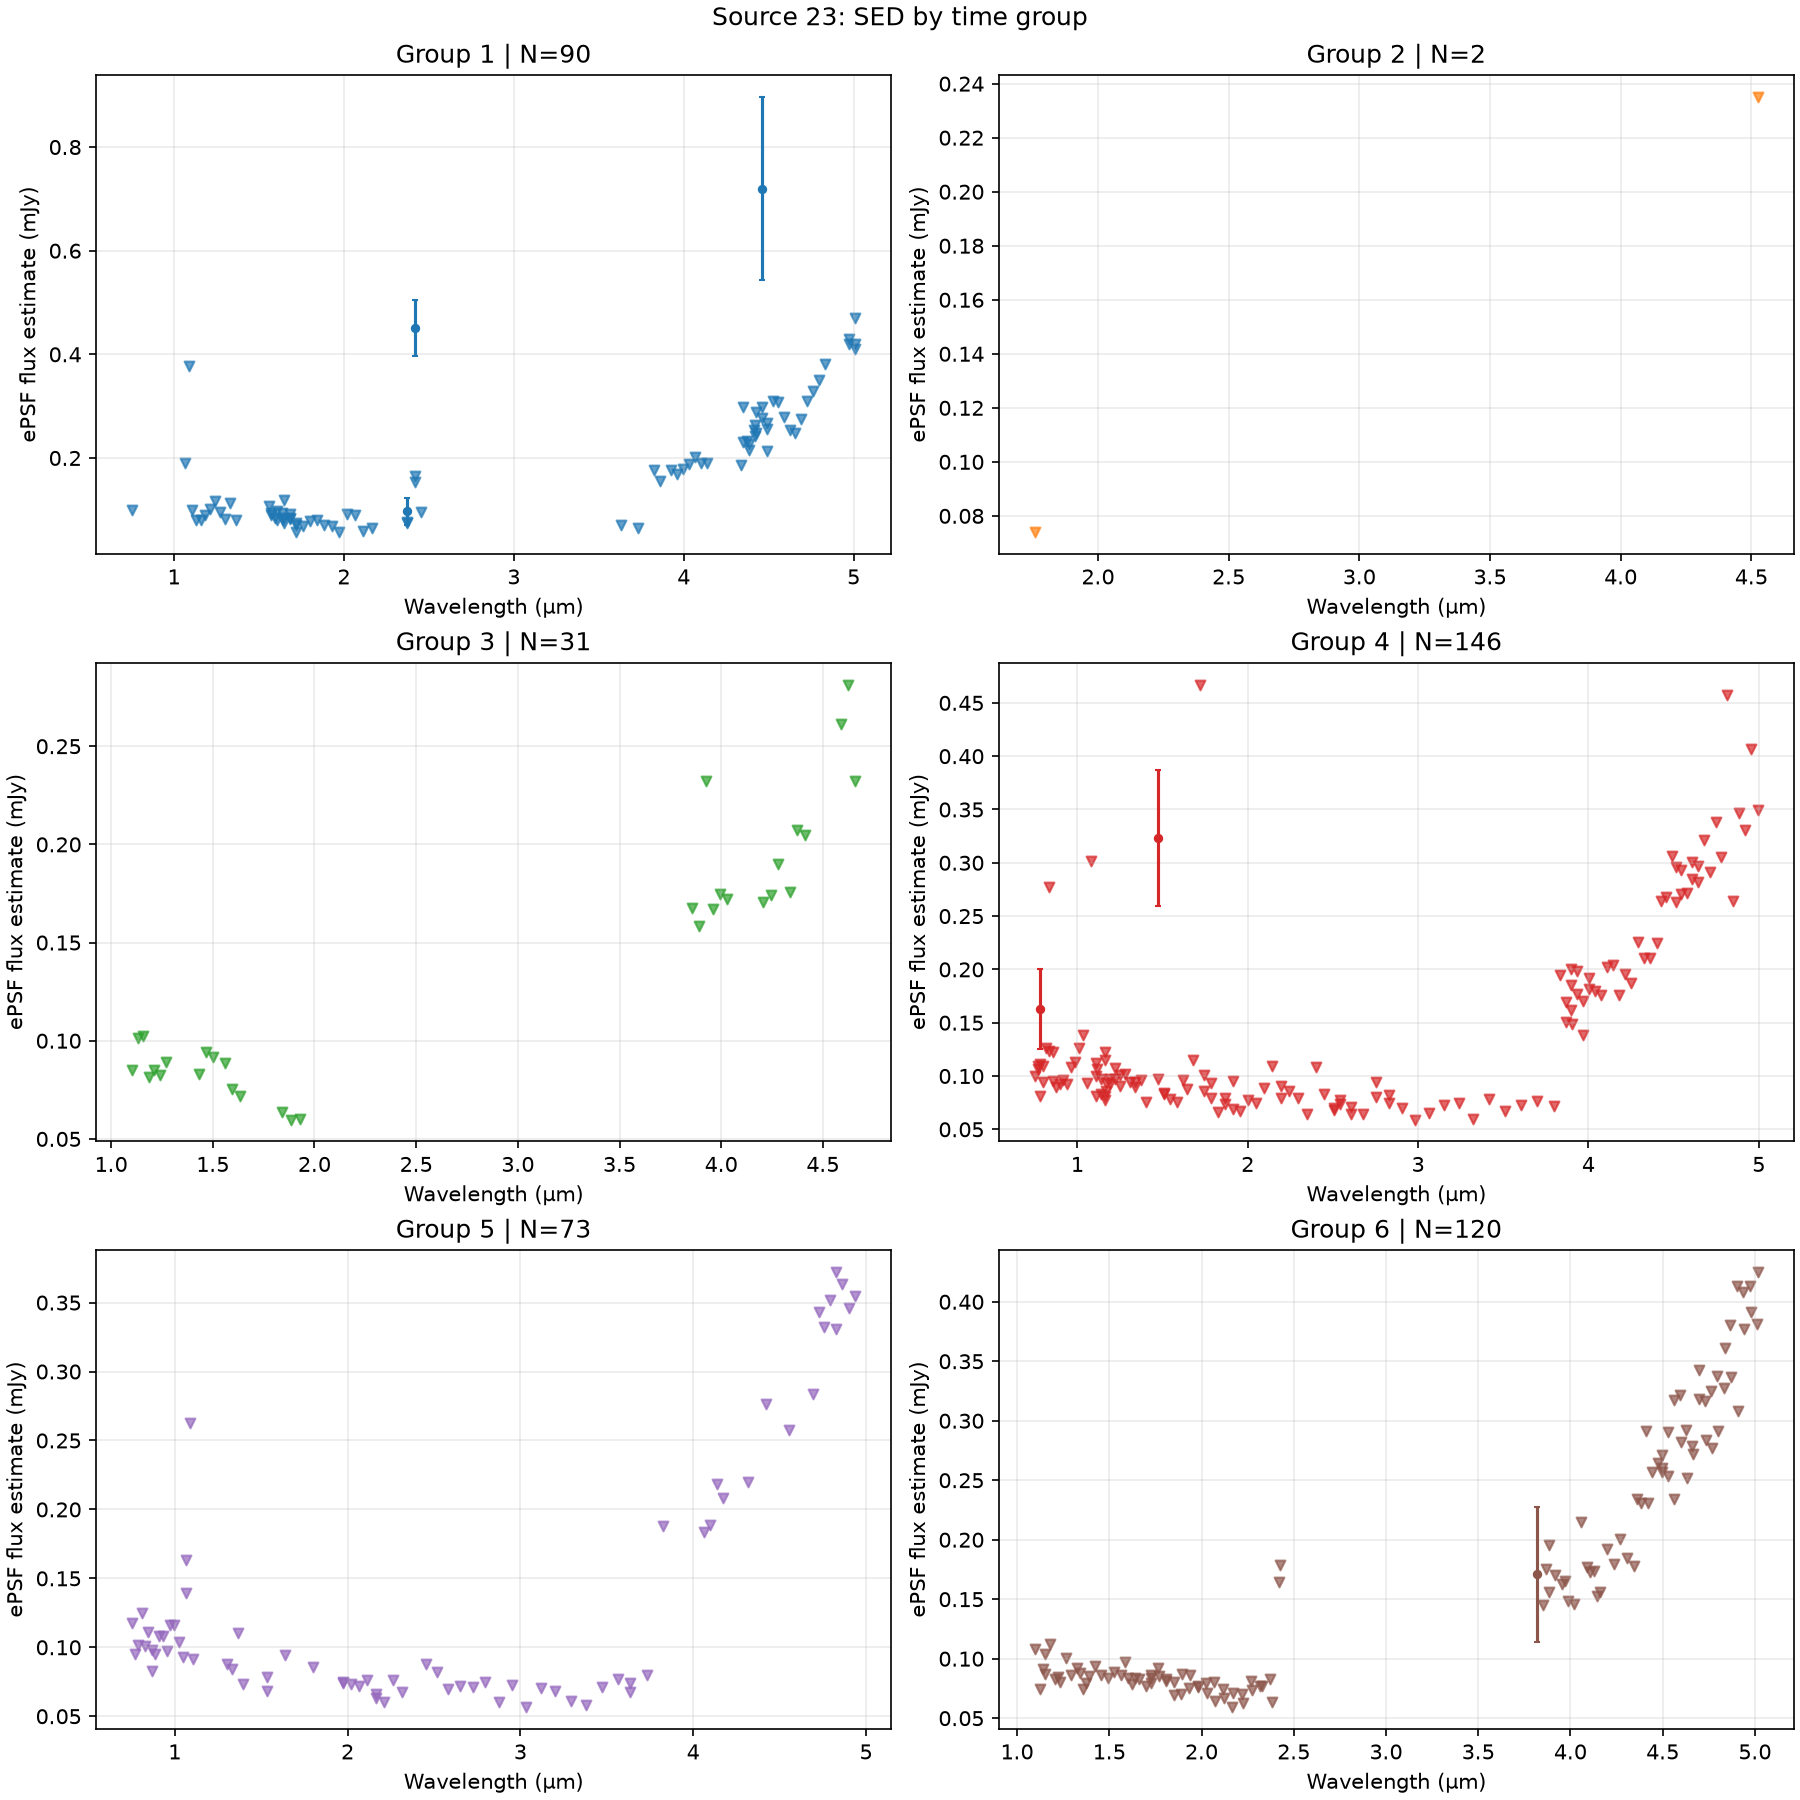 Source 23: SED by time group
Group 1 | N=90
ePSF flux estimate (mJy)
0.8
0.6
0.4
0.2
1 2 3 4 5
Wavelength (μm)
Group 2 | N=2
ePSF flux estimate (mJy)
0.24
0.22
0.20
0.18
0.16
0.14
0.12
0.10
0.08
2.0 2.5 3.0 3.5 4.0 4.5
Wavelength (μm)
Group 3 | N=31
ePSF flux estimate (mJy)
0.25
0.20
0.15
0.10
0.05
1.0 1.5 2.0 2.5 3.0 3.5 4.0 4.5
Wavelength (μm)
Group 4 | N=146
ePSF flux estimate (mJy)
0.45
0.40
0.35
0.30
0.25
0.20
0.15
0.10
0.05
1 2 3 4 5
Wavelength (μm)
Group 5 | N=73
ePSF flux estimate (mJy)
0.35
0.30
0.25
0.20
0.15
0.10
0.05
1 2 3 4 5
Wavelength (μm)
Group 6 | N=120
ePSF flux estimate (mJy)
0.40
0.35
0.30
0.25
0.20
0.15
0.10
0.05
1.0 1.5 2.0 2.5 3.0 3.5 4.0 4.5 5.0
Wavelength (μm)